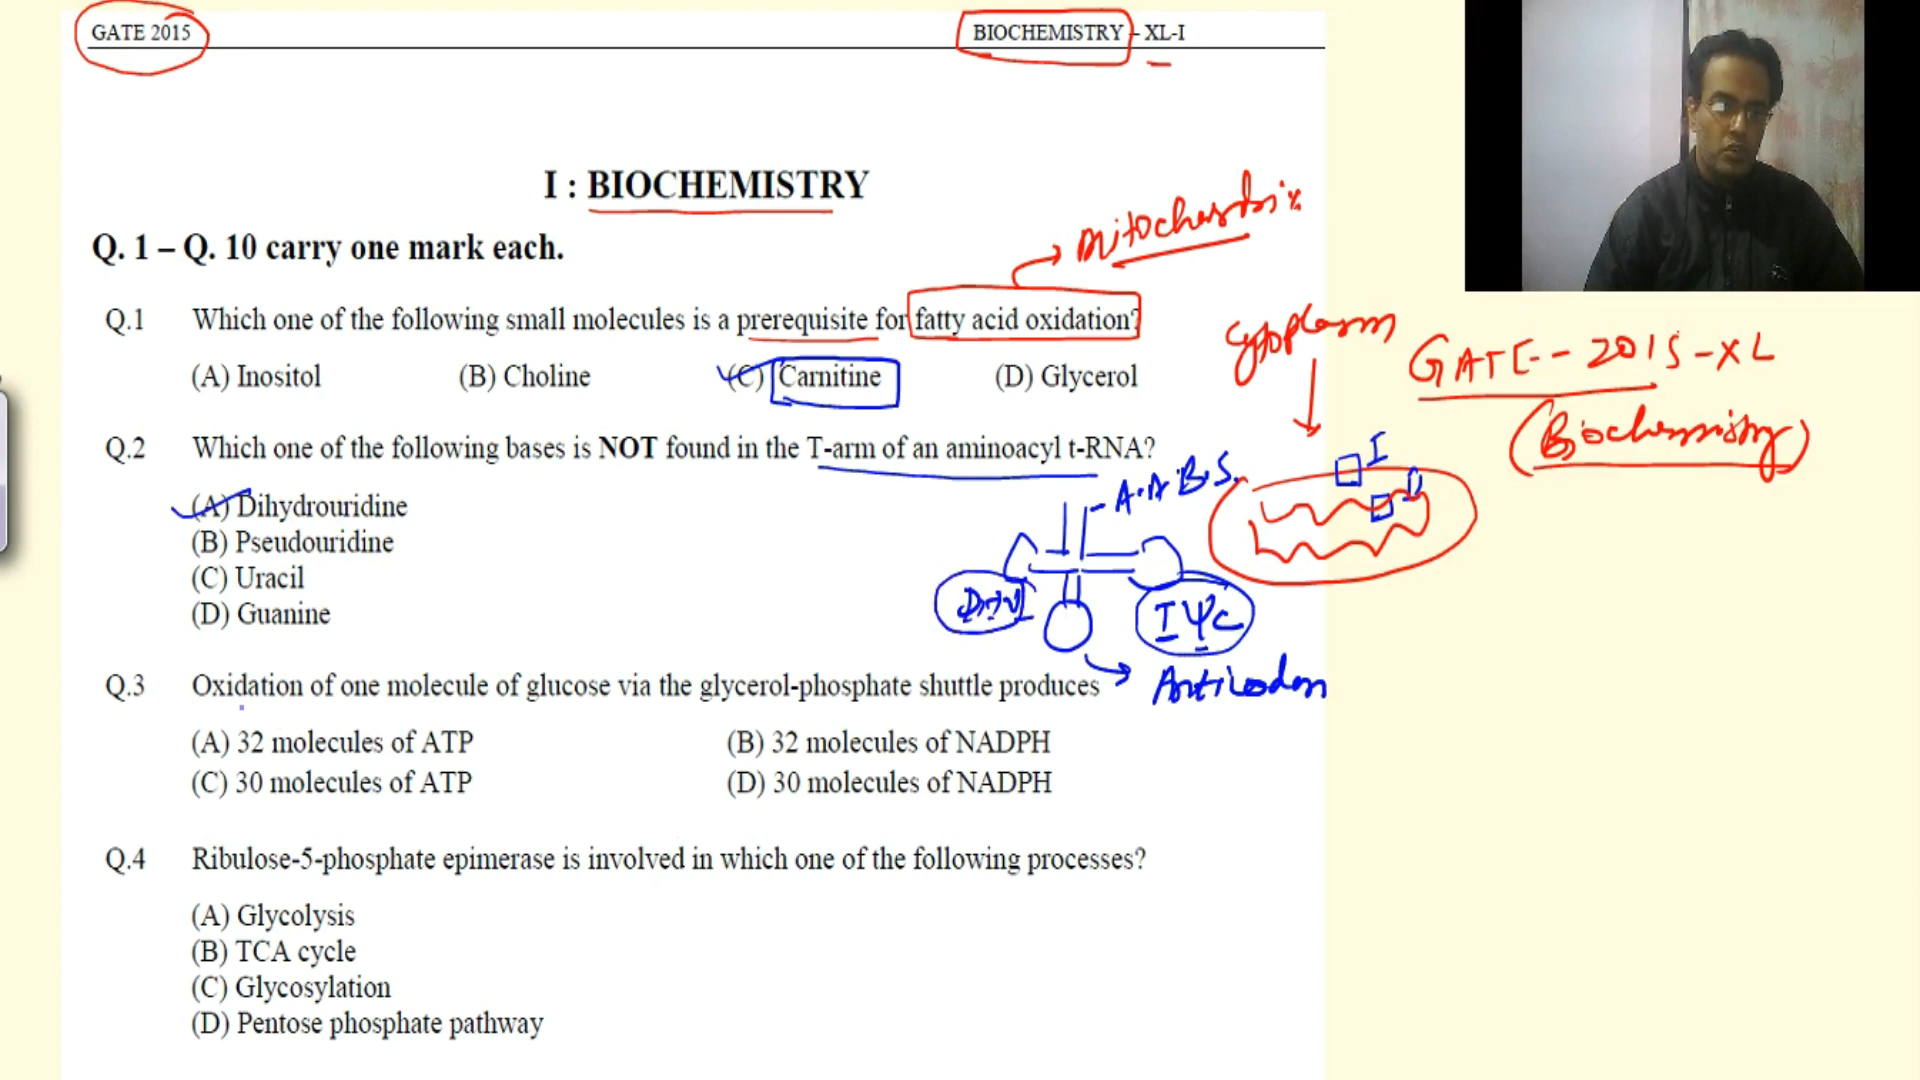 GATE 2015 BIOCHEMISTRY - XL-I
I : BIOCHEMISTRY
Q. 1 – Q. 10 carry one mark each.
Mitochondria
Q.1 Which one of the following small molecules is a prerequisite for fatty acid oxidation?
(A) Inositol (B) Choline (C) Carnitine (D) Glycerol
Cytoplasm
GATE - 2015 - XL
(Biochemistry)
I
II
Q.2 Which one of the following bases is NOT found in the T-arm of an aminoacyl t-RNA?
A.A B.S.
(A) Dihydrouridine
(B) Pseudouridine
(C) Uracil
(D) Guanine
TΨC
Anticodon
Q.3 Oxidation of one molecule of glucose via the glycerol-phosphate shuttle produces
(A) 32 molecules of ATP (B) 32 molecules of NADPH
(C) 30 molecules of ATP (D) 30 molecules of NADPH
Q.4 Ribulose-5-phosphate epimerase is involved in which one of the following processes?
(A) Glycolysis
(B) TCA cycle
(C) Glycosylation
(D) Pentose phosphate pathway